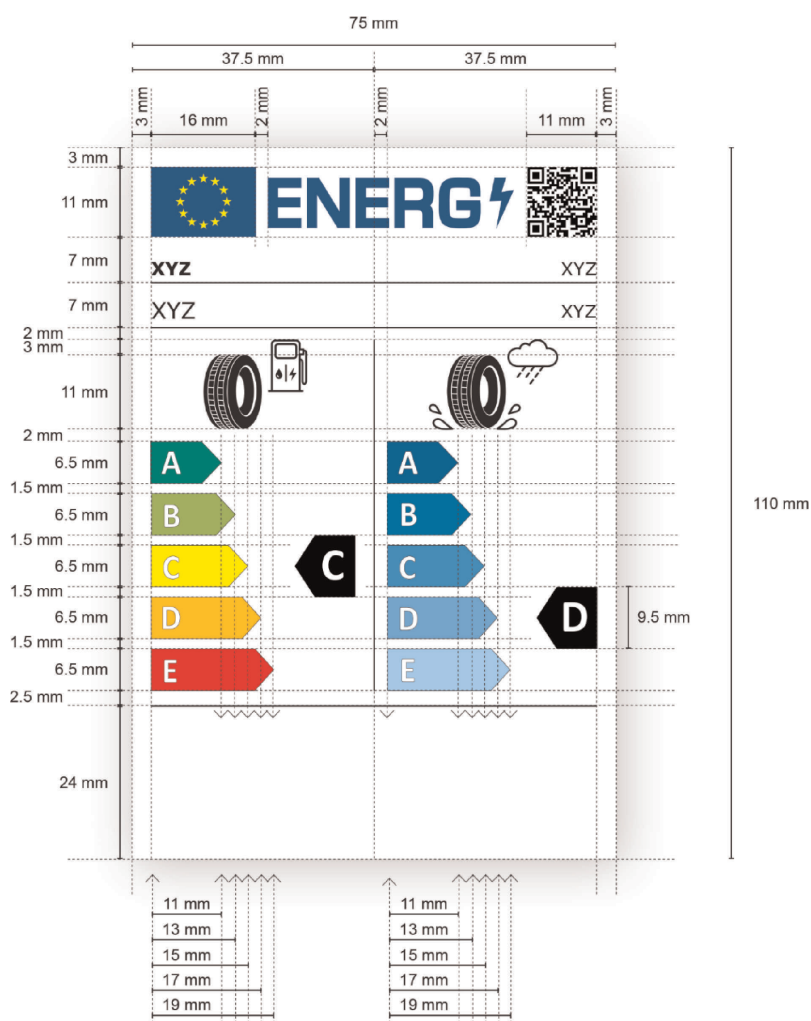 75 mm
37.5 mm 37.5 mm
3 mm 16 mm 2 mm 2 mm 11 mm 3 mm
3 mm
11 mm ENERG
7 mm XYZ XYZ
7 mm XYZ XYZ
2 mm
3 mm
11 mm
2 mm
6.5 mm A A
1.5 mm
6.5 mm B B 110 mm
1.5 mm
6.5 mm C C C
1.5 mm
6.5 mm D D D 9.5 mm
1.5 mm
6.5 mm E E
2.5 mm
24 mm
11 mm 11 mm
13 mm 13 mm
15 mm 15 mm
17 mm 17 mm
19 mm 19 mm